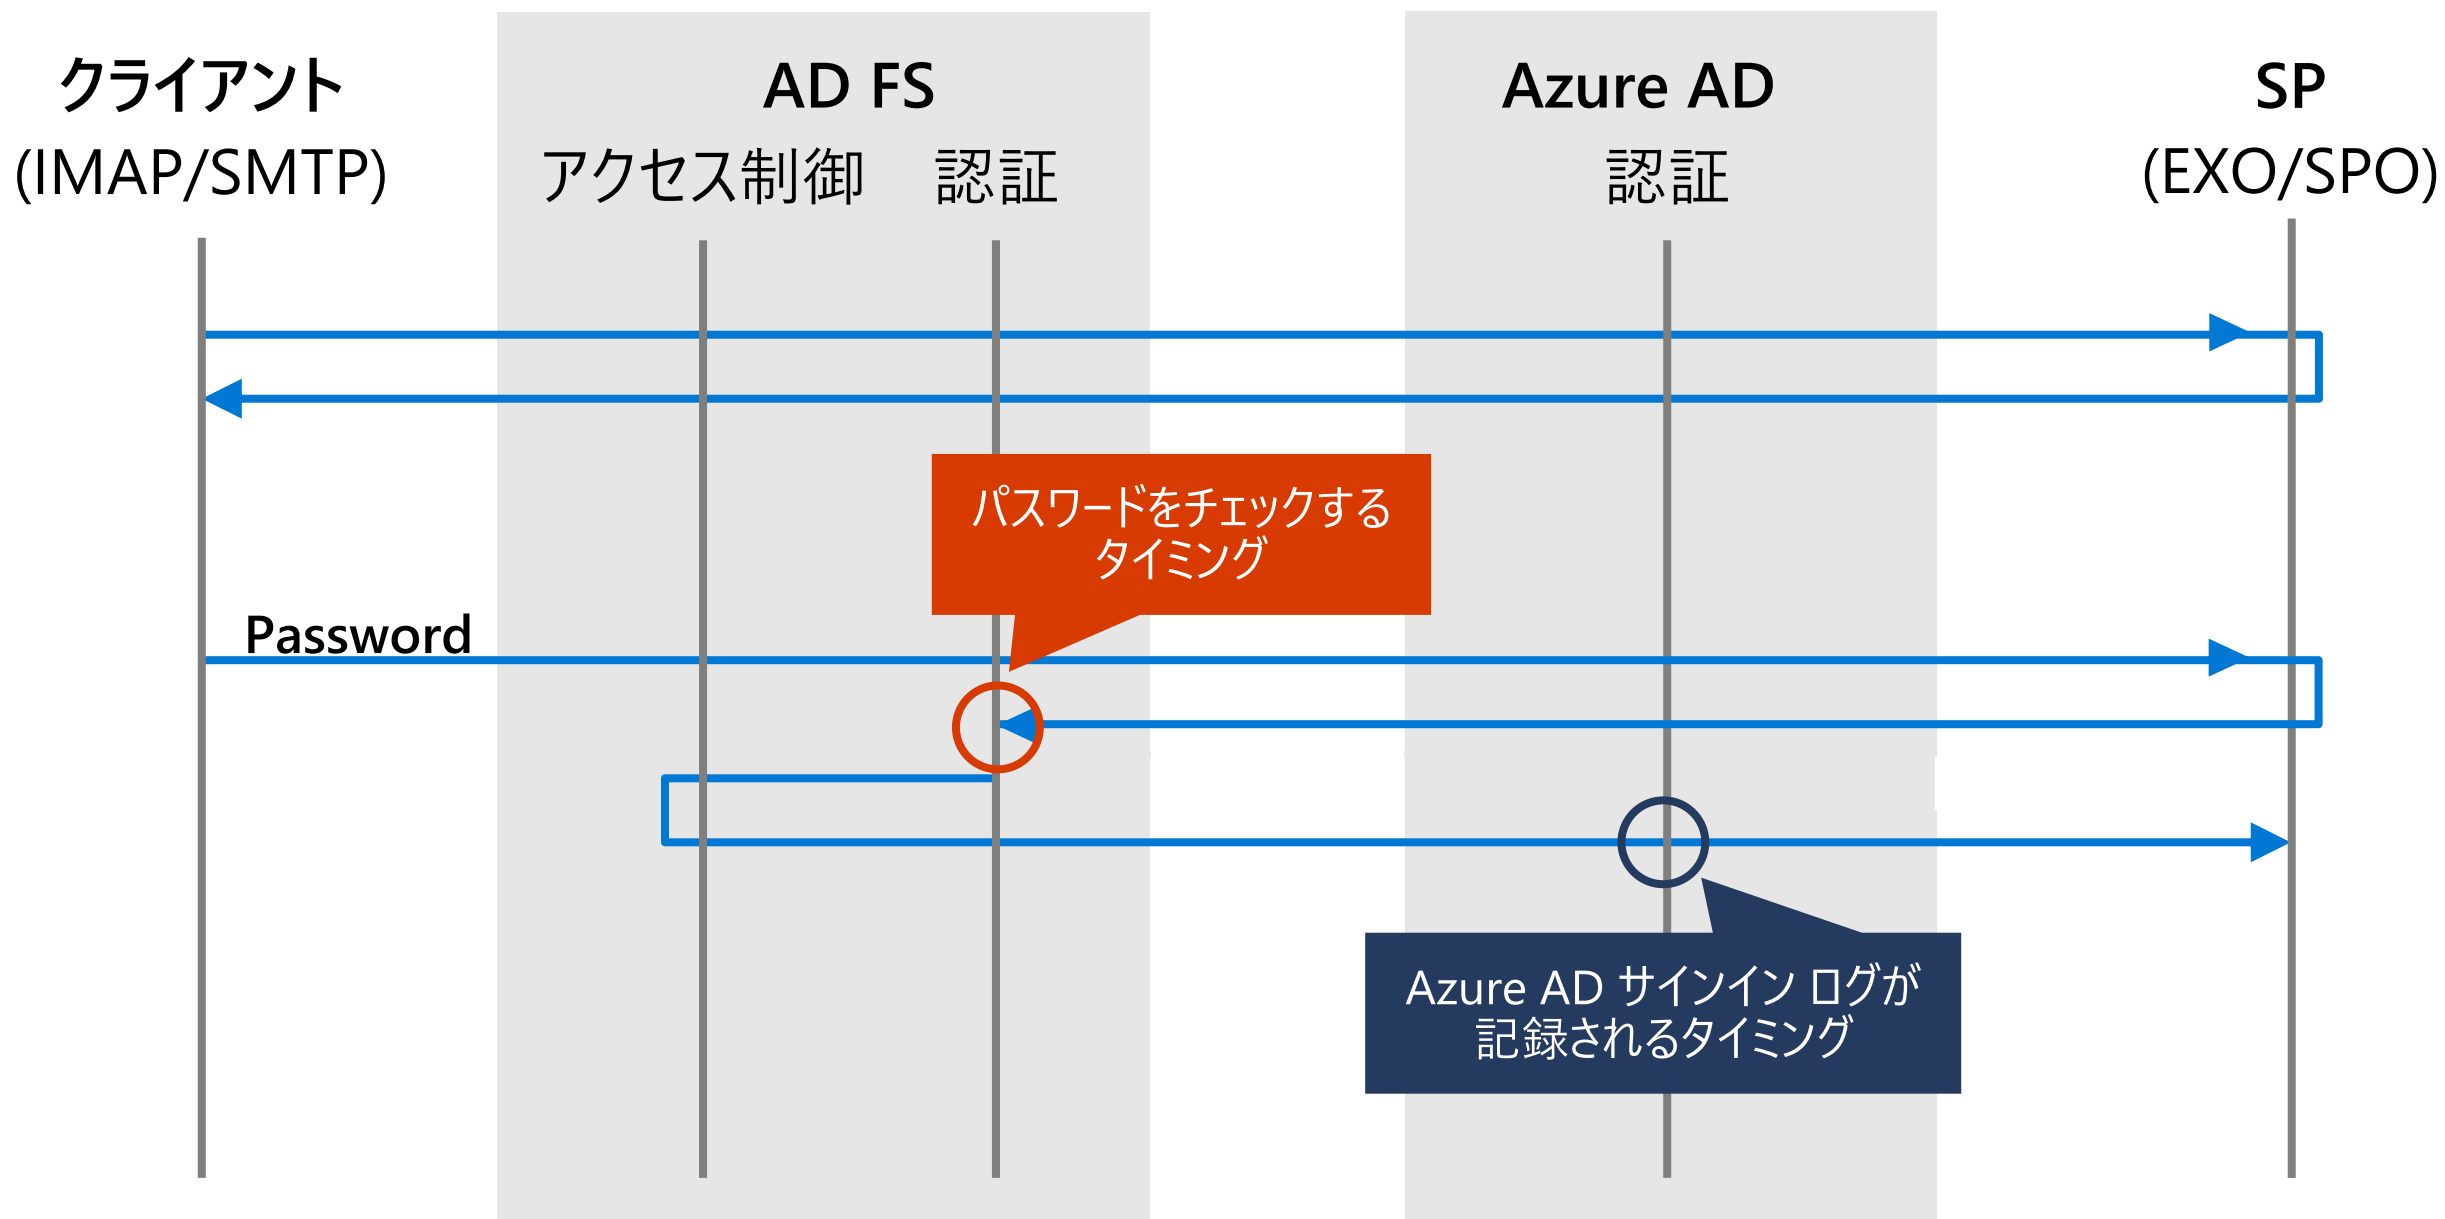 クライアント
(IMAP/SMTP)
AD FS
アクセス制御 認証
Azure AD
認証
SP
(EXO/SPO)
パスワードをチェックする
タイミング
Password
Azure AD サインイン ログが
記録されるタイミング